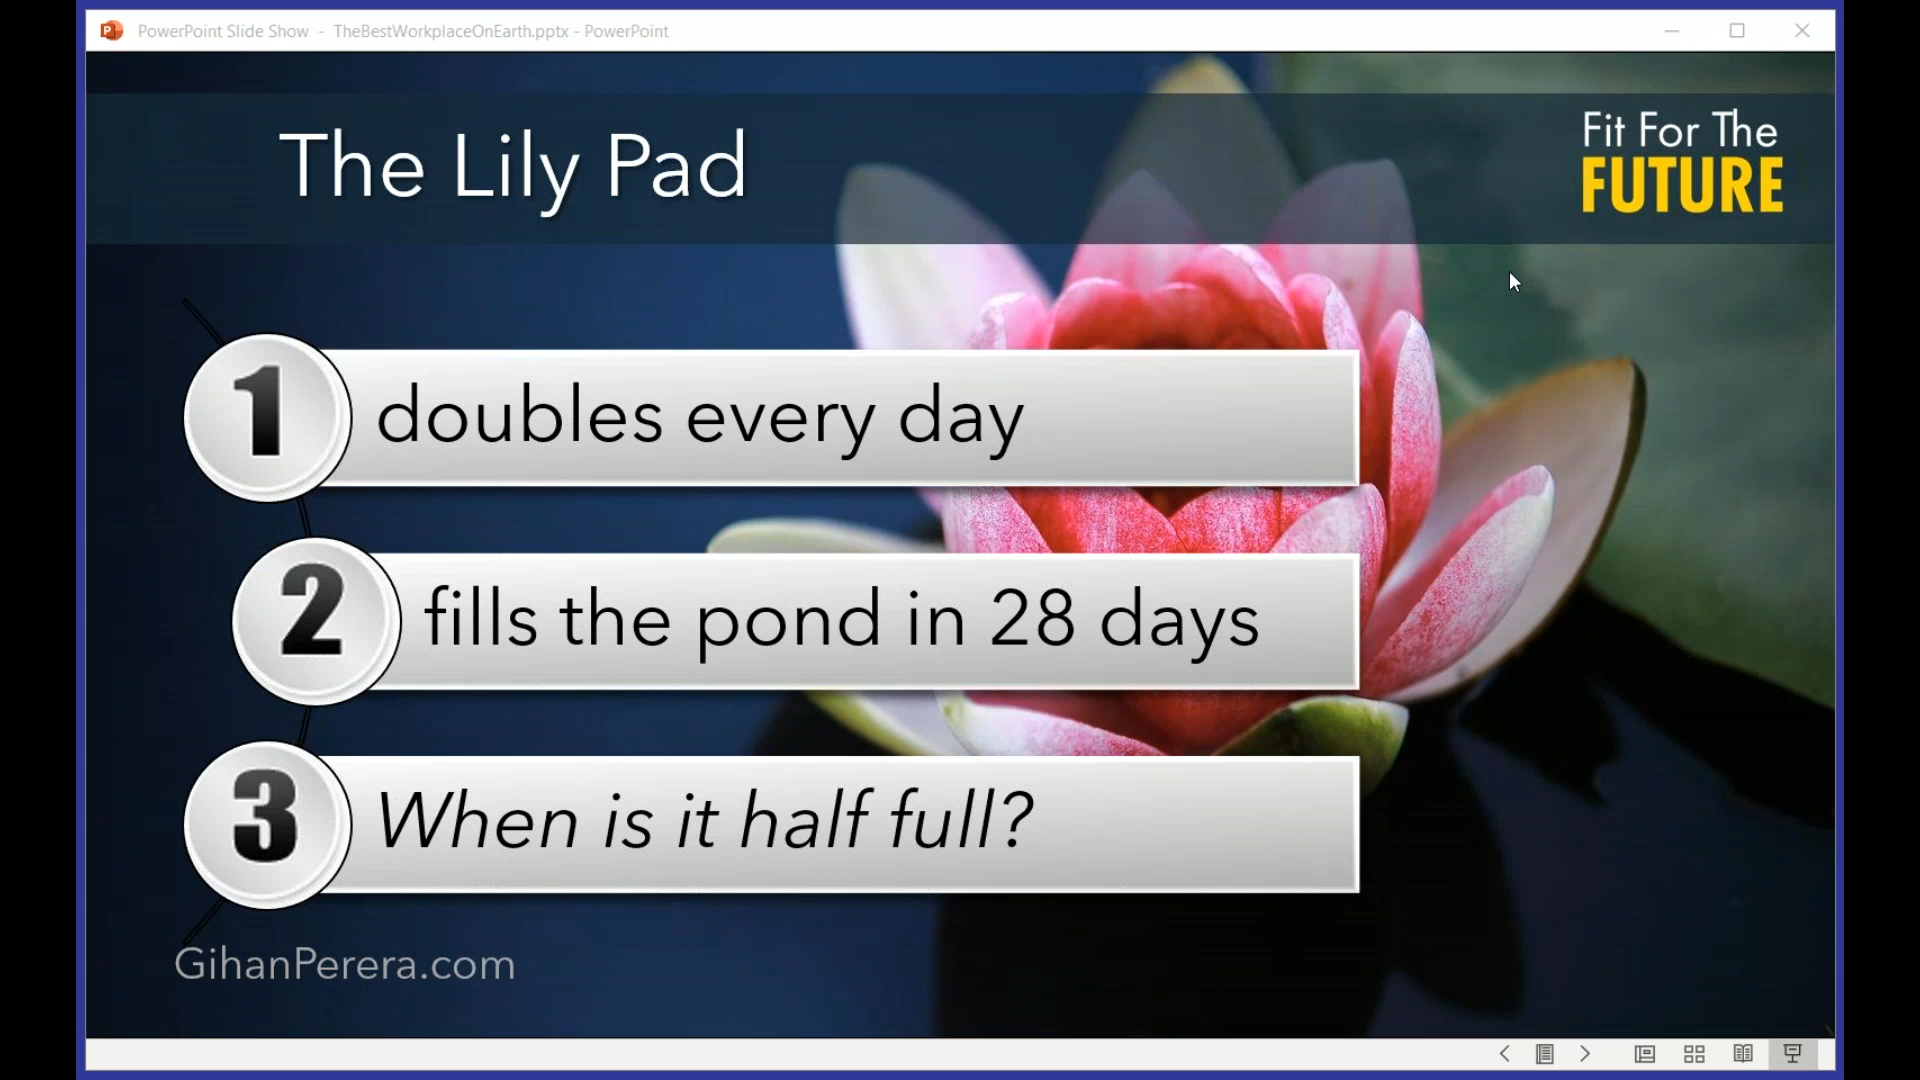 PowerPoint Slide Show - TheBestWorkplaceOnEarth.pptx - PowerPoint
The Lily Pad
Fit For The
FUTURE
1 doubles every day
2 fills the pond in 28 days
3 When is it half full?
GihanPerera.com